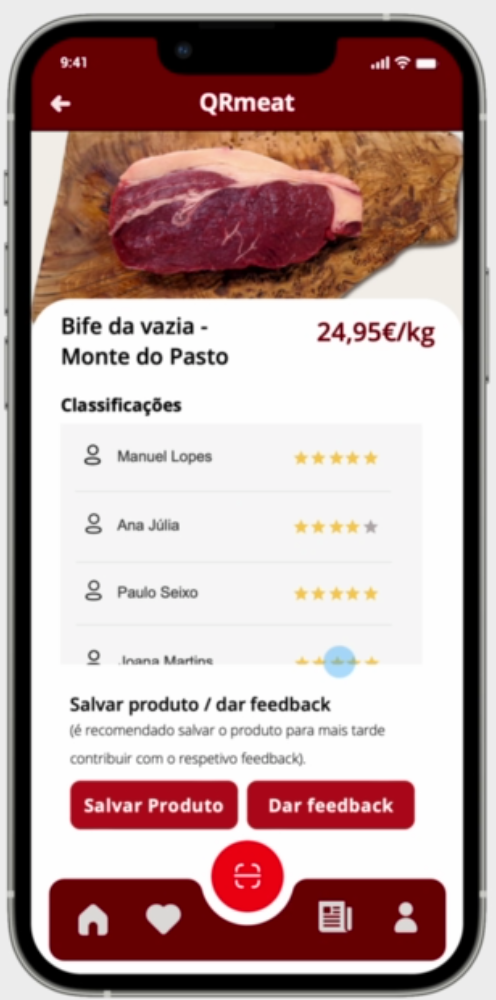 9:41
QRmeat
Bife da vazia -
Monte do Pasto
24,95€/kg
Classificações
Manuel Lopes
Ana Júlia
Paulo Seixo
Joana Martins
Salvar produto / dar feedback
(é recomendado salvar o produto para mais tarde
contribuir com o respetivo feedback).
Salvar Produto
Dar feedback